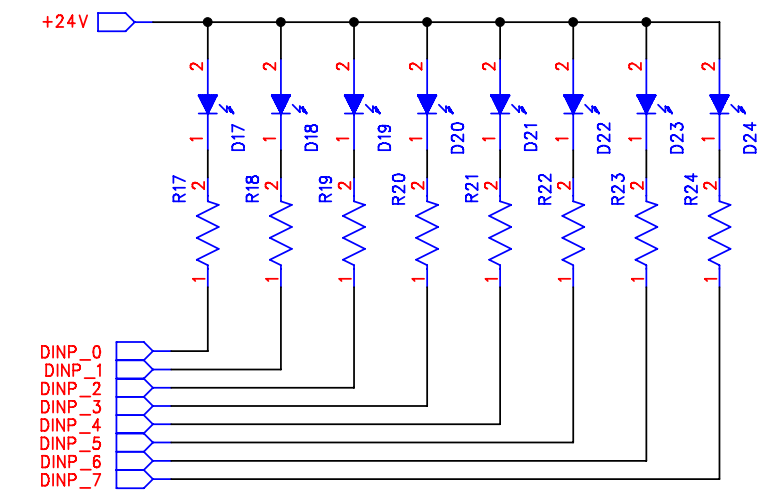 +24V
2 2 2 2 2 2 2 2
1 1 1 1 1 1 1 1
D17 D18 D19 D20 D21 D22 D23 D24
R17 R18 R19 R20 R21 R22 R23 R24
2 2 2 2 2 2 2 2
1 1 1 1 1 1 1 1
DINP_0
DINP_1
DINP_2
DINP_3
DINP_4
DINP_5
DINP_6
DINP_7